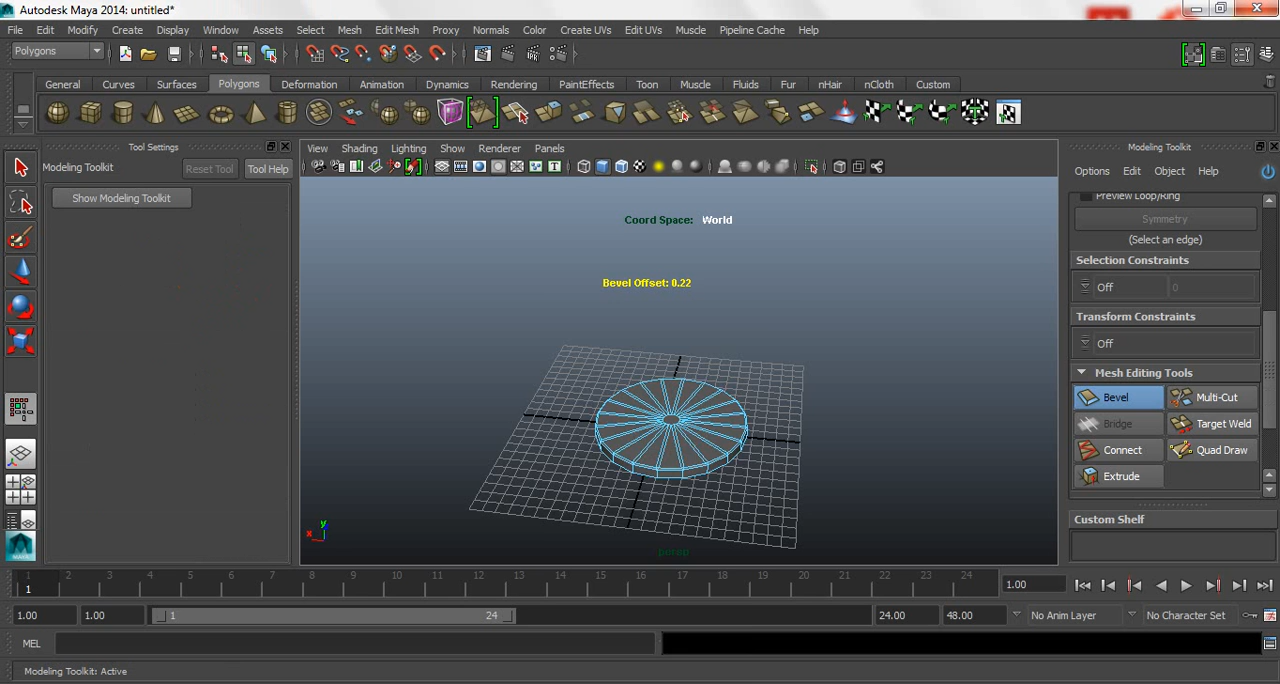 Autodesk Maya 2014: untitled*
File Edit Modify Create Display Window Assets Select Mesh Edit Mesh Proxy Normals Color Create UVs Edit UVs Muscle Pipeline Cache Help
Polygons
General Curves Surfaces Polygons Deformation Animation Dynamics Rendering PaintEffects Toon Muscle Fluids Fur nHair nCloth Custom
Tool Settings
Modeling Toolkit Reset Tool Tool Help
Show Modeling Toolkit
View Shading Lighting Show Renderer Panels
Coord Space: World
Bevel Offset: 0.22
y
x
persp
Modeling Toolkit
Options Edit Object Help
Preview Loop/Ring
Symmetry
(Select an edge)
Selection Constraints
Off 0
Transform Constraints
Off
Mesh Editing Tools
Bevel Multi-Cut
Bridge Target Weld
Connect Quad Draw
Extrude
Custom Shelf
1 2 3 4 5 6 7 8 9 10 11 12 13 14 15 16 17 18 19 20 21 22 23 24
1
1.00
1.00 1.00 1 24 24.00 48.00 No Anim Layer No Character Set
MEL
Modeling Toolkit: Active